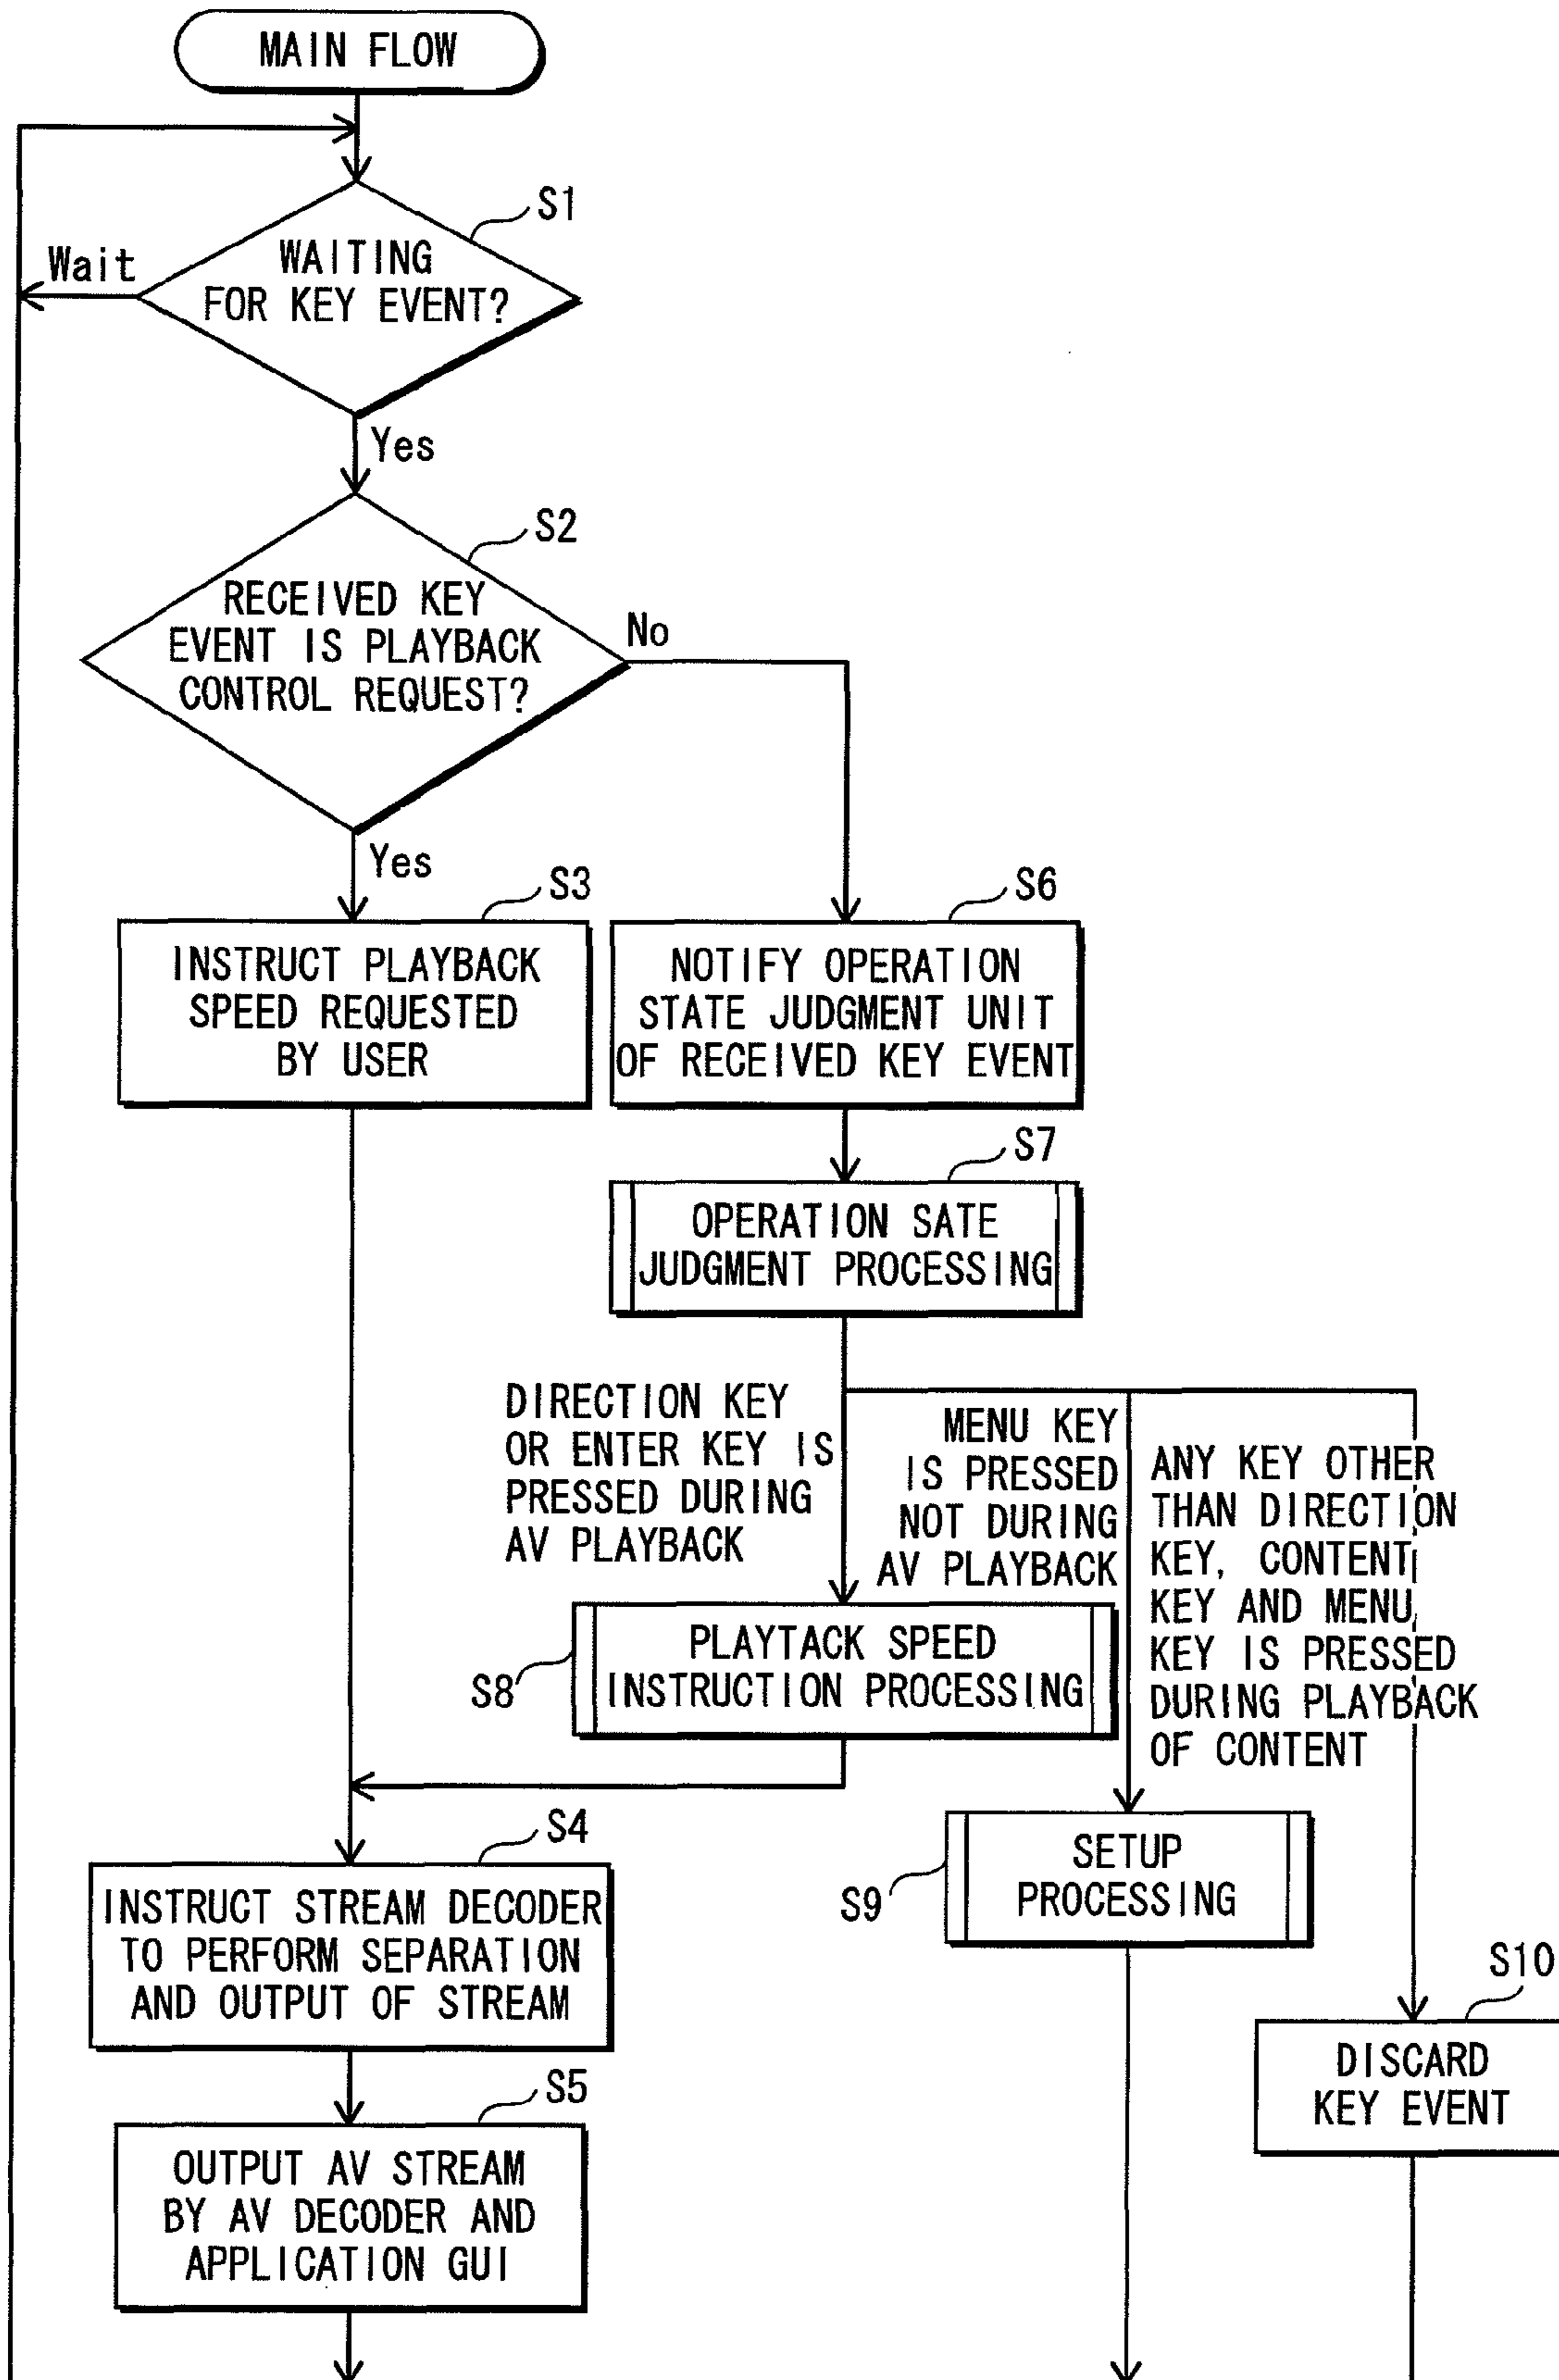 MAIN FLOW
S1
Wait
WAITING
FOR KEY EVENT?
Yes
S2
RECEIVED KEY
EVENT IS PLAYBACK
CONTROL REQUEST?
No
Yes
S3
INSTRUCT PLAYBACK
SPEED REQUESTED
BY USER
S6
NOTIFY OPERATION
STATE JUDGMENT UNIT
OF RECEIVED KEY EVENT
S7
OPERATION SATE
JUDGMENT PROCESSING
DIRECTION KEY
OR ENTER KEY IS
PRESSED DURING
AV PLAYBACK
MENU KEY
IS PRESSED
NOT DURING
AV PLAYBACK
ANY KEY OTHER
THAN DIRECTION
KEY, CONTENT
KEY AND MENU
KEY IS PRESSED
DURING PLAYBACK
OF CONTENT
S8
PLAYTACK SPEED
INSTRUCTION PROCESSING
S4
INSTRUCT STREAM DECODER
TO PERFORM SEPARATION
AND OUTPUT OF STREAM
S9
SETUP
PROCESSING
S10
DISCARD
KEY EVENT
S5
OUTPUT AV STREAM
BY AV DECODER AND
APPLICATION GUI